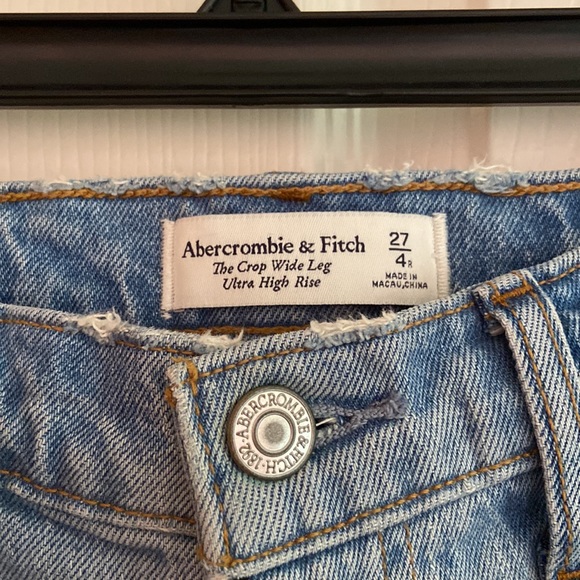 Abercrombie & Fitch
The Crop Wide Leg
Ultra High Rise
27
4R
MADE IN
MACAU, CHINA
ABERCROMBIE & FITCH · 1892 ·